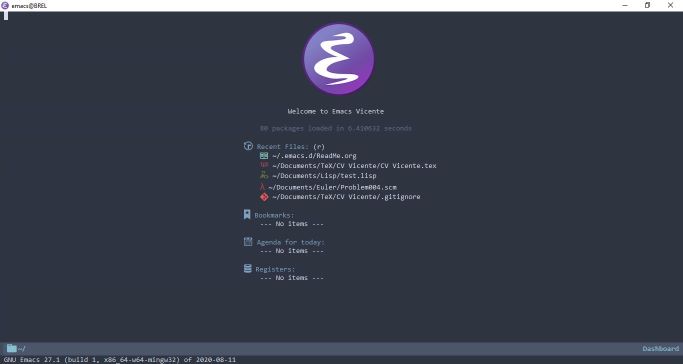 emacs@BREL
Welcome to Emacs Vicente
80 packages loaded in 6.410632 seconds
Recent Files: (r)
~/.emacs.d/ReadMe.org
~/Documents/TeX/CV Vicente/CV Vicente.tex
~/Documents/Lisp/test.lisp
~/Documents/Euler/Problem004.scm
~/Documents/TeX/CV Vicente/.gitignore
Bookmarks:
--- No items ---
Agenda for today:
--- No items ---
Registers:
--- No items ---
~/ Dashboard
GNU Emacs 27.1 (build 1, x86_64-w64-mingw32) of 2020-08-11